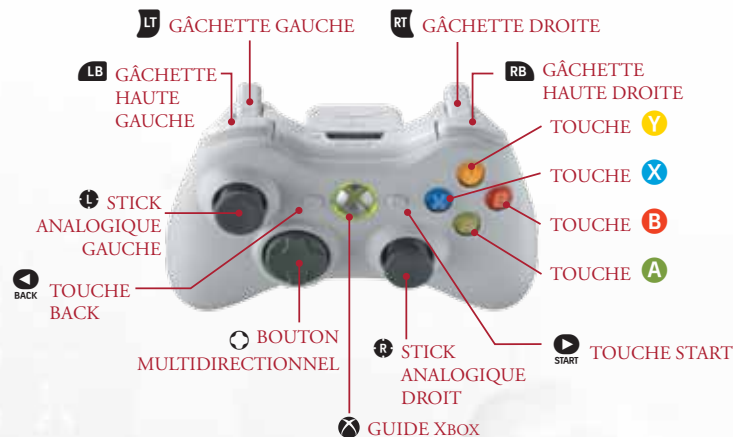 LT GÂCHETTE GAUCHE
RT GÂCHETTE DROITE
LB GÂCHETTE
HAUTE
GAUCHE
RB GÂCHETTE
HAUTE DROITE
TOUCHE Y
TOUCHE X
TOUCHE B
TOUCHE A
L STICK
ANALOGIQUE
GAUCHE
BACK TOUCHE
BACK
BOUTON
MULTIDIRECTIONNEL
R STICK
ANALOGIQUE
DROIT
START TOUCHE START
GUIDE XBOX